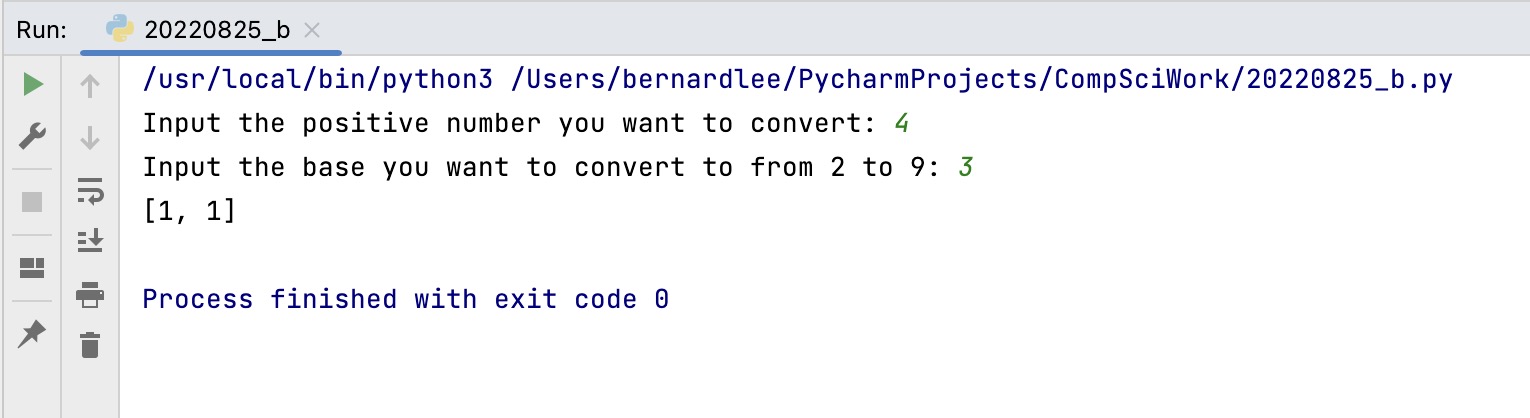 Run: 20220825_b
/usr/local/bin/python3 /Users/bernardlee/PycharmProjects/CompSciWork/20220825_b.py
Input the positive number you want to convert: 4
Input the base you want to convert to from 2 to 9: 3
[1, 1]
Process finished with exit code 0